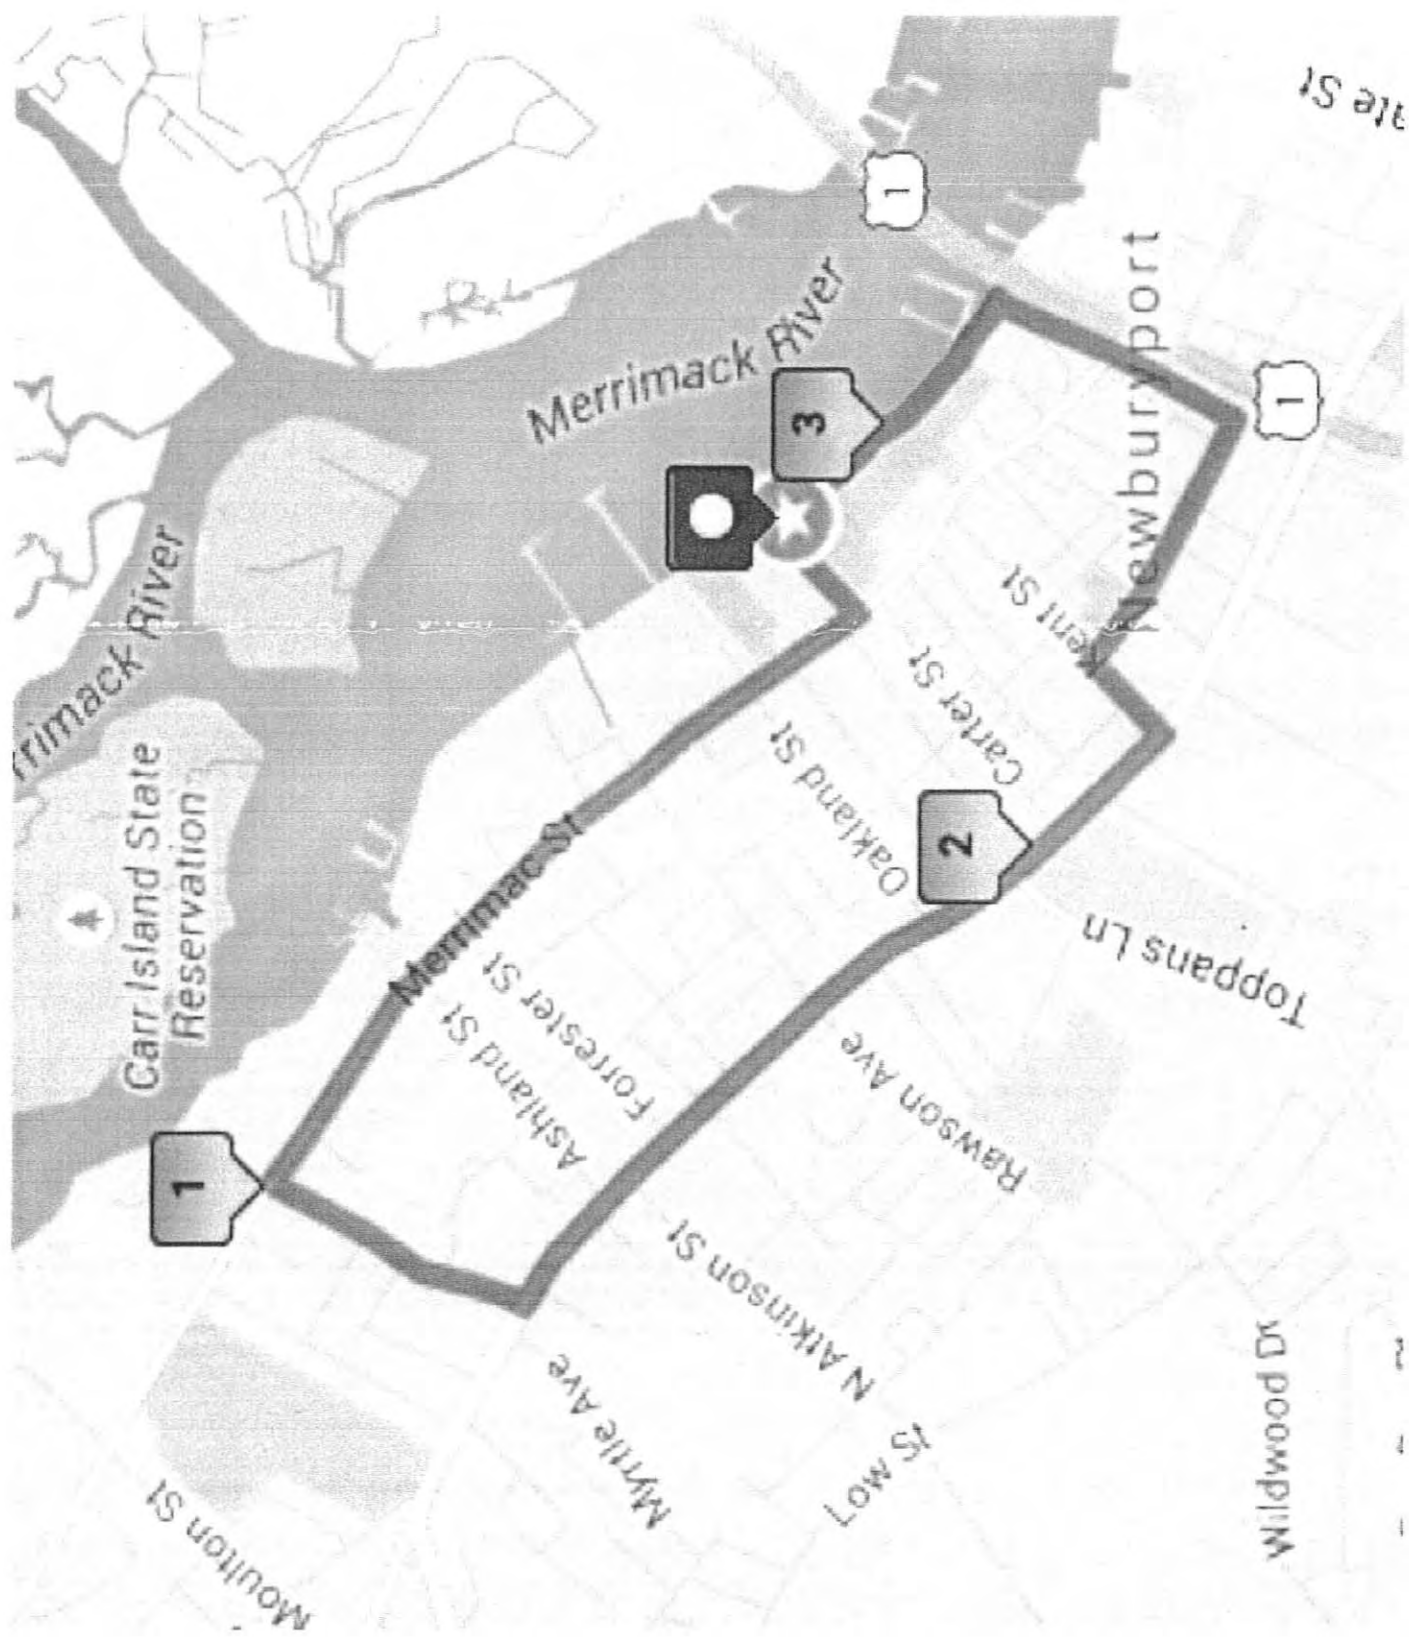 Merrimack River
Carr Island State
Reservation
Merrimack River
1
1
Newburyport
3
2
1
Merrimac St
Kent St
Carter St
Oakland St
Forrester St
Ashland St
Toppans Ln
Rawson Ave
N Atkinson St
Myrtle Ave
Low St
Moulton St
Wildwood Dr